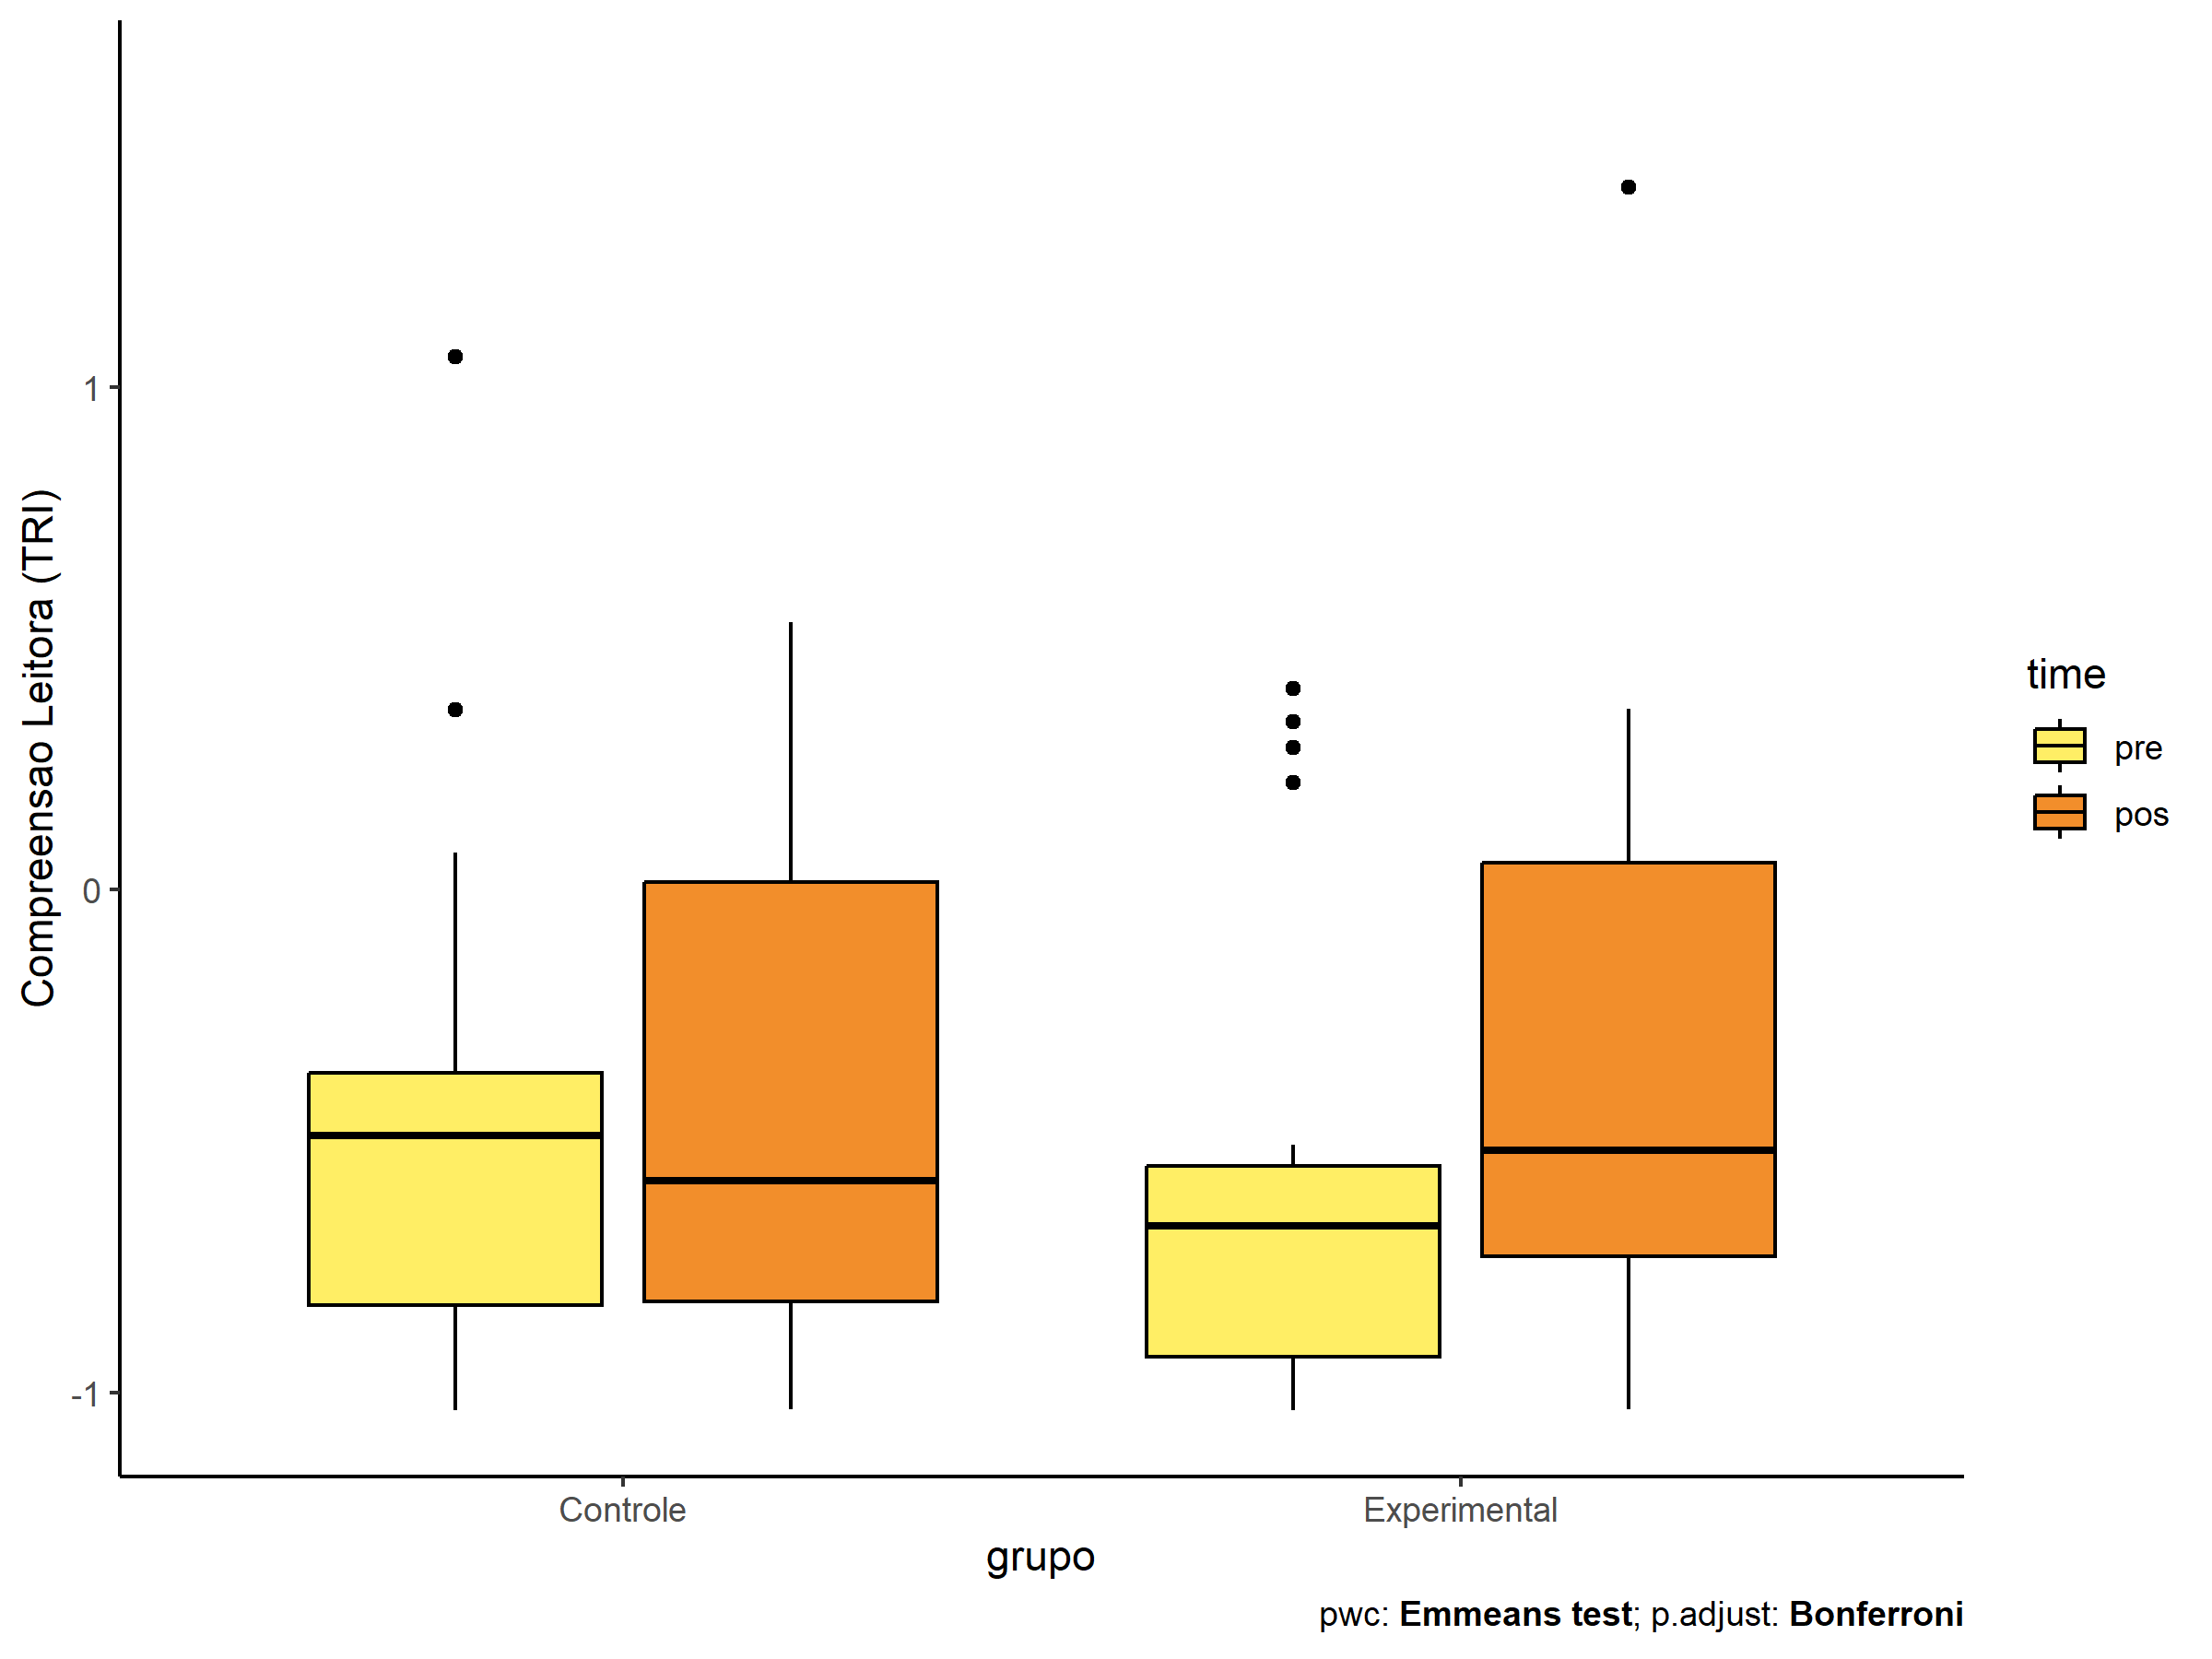 Compreensao Leitora (TRI)
1
0
-1
Controle
Experimental
grupo
time
pre
pos
pwc: Emmeans test; p.adjust: Bonferroni